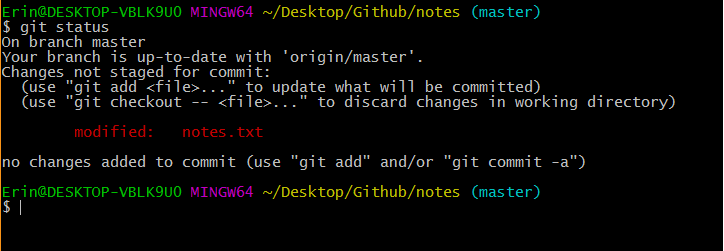 Erin@DESKTOP-VBLK9U0 MINGW64 ~/Desktop/Github/notes (master)
$ git status
On branch master
Your branch is up-to-date with 'origin/master'.
Changes not staged for commit:
  (use "git add <file>..." to update what will be committed)
  (use "git checkout -- <file>..." to discard changes in working directory)
        modified:   notes.txt
no changes added to commit (use "git add" and/or "git commit -a")
Erin@DESKTOP-VBLK9U0 MINGW64 ~/Desktop/Github/notes (master)
$